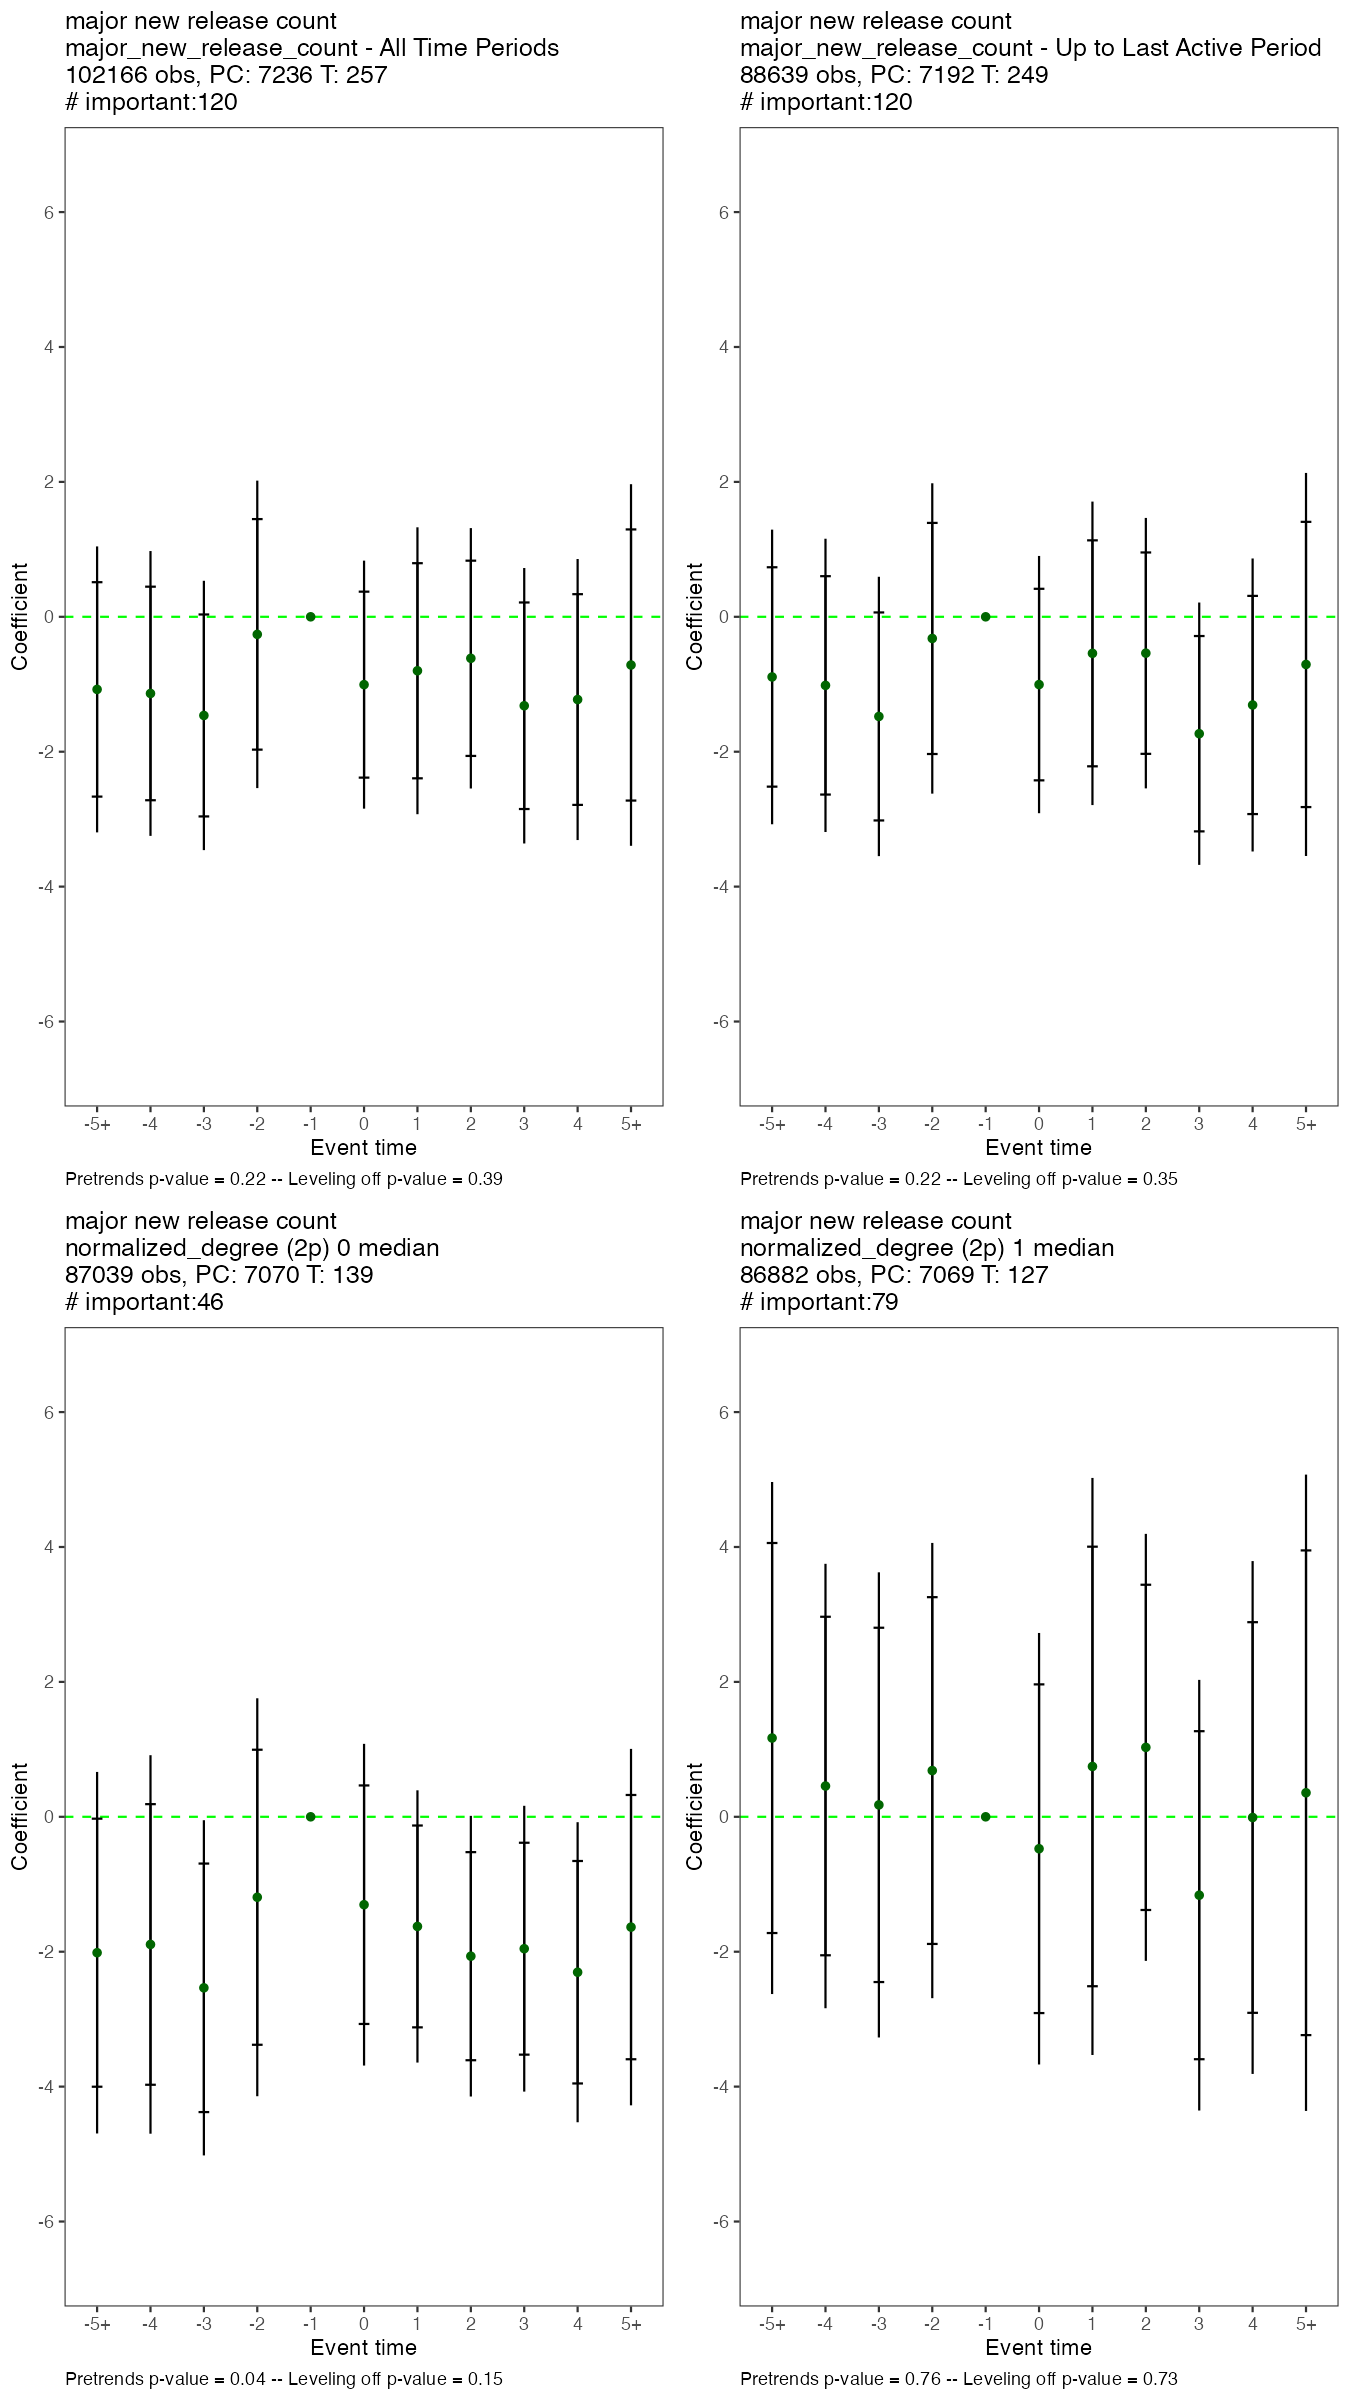 major new release count
major_new_release_count - All Time Periods
102166 obs, PC: 7236 T: 257
# important:120
6
4
2
0
-2
-4
-6
Coefficient
-5+ -4 -3 -2 -1 0 1 2 3 4 5+
Event time
Pretrends p-value = 0.22 -- Leveling off p-value = 0.39
major new release count
major_new_release_count - Up to Last Active Period
88639 obs, PC: 7192 T: 249
# important:120
6
4
2
0
-2
-4
-6
Coefficient
-5+ -4 -3 -2 -1 0 1 2 3 4 5+
Event time
Pretrends p-value = 0.22 -- Leveling off p-value = 0.35
major new release count
normalized_degree (2p) 0 median
87039 obs, PC: 7070 T: 139
# important:46
6
4
2
0
-2
-4
-6
Coefficient
-5+ -4 -3 -2 -1 0 1 2 3 4 5+
Event time
Pretrends p-value = 0.04 -- Leveling off p-value = 0.15
major new release count
normalized_degree (2p) 1 median
86882 obs, PC: 7069 T: 127
# important:79
6
4
2
0
-2
-4
-6
Coefficient
-5+ -4 -3 -2 -1 0 1 2 3 4 5+
Event time
Pretrends p-value = 0.76 -- Leveling off p-value = 0.73